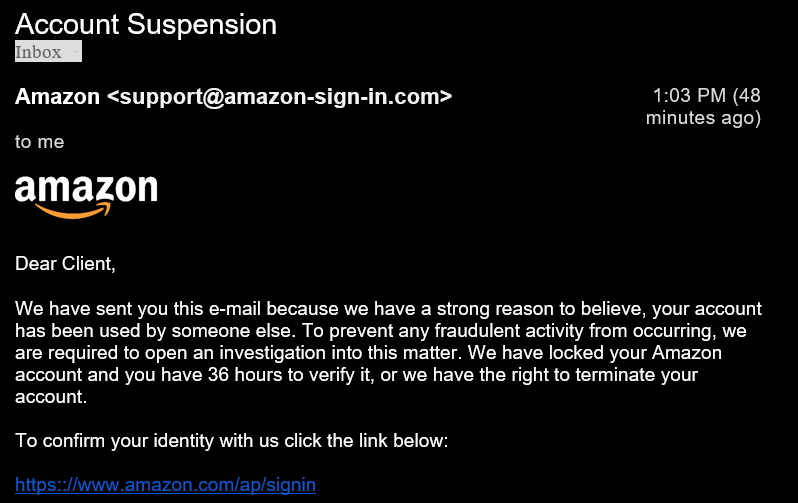 Account Suspension
Inbox
Amazon <support@amazon-sign-in.com>
1:03 PM (48
minutes ago)
to me
amazon
Dear Client,
We have sent you this e-mail because we have a strong reason to believe, your account
has been used by someone else. To prevent any fraudulent activity from occurring, we
are required to open an investigation into this matter. We have locked your Amazon
account and you have 36 hours to verify it, or we have the right to terminate your
account.
To confirm your identity with us click the link below:
https:://www.amazon.com/ap/signin